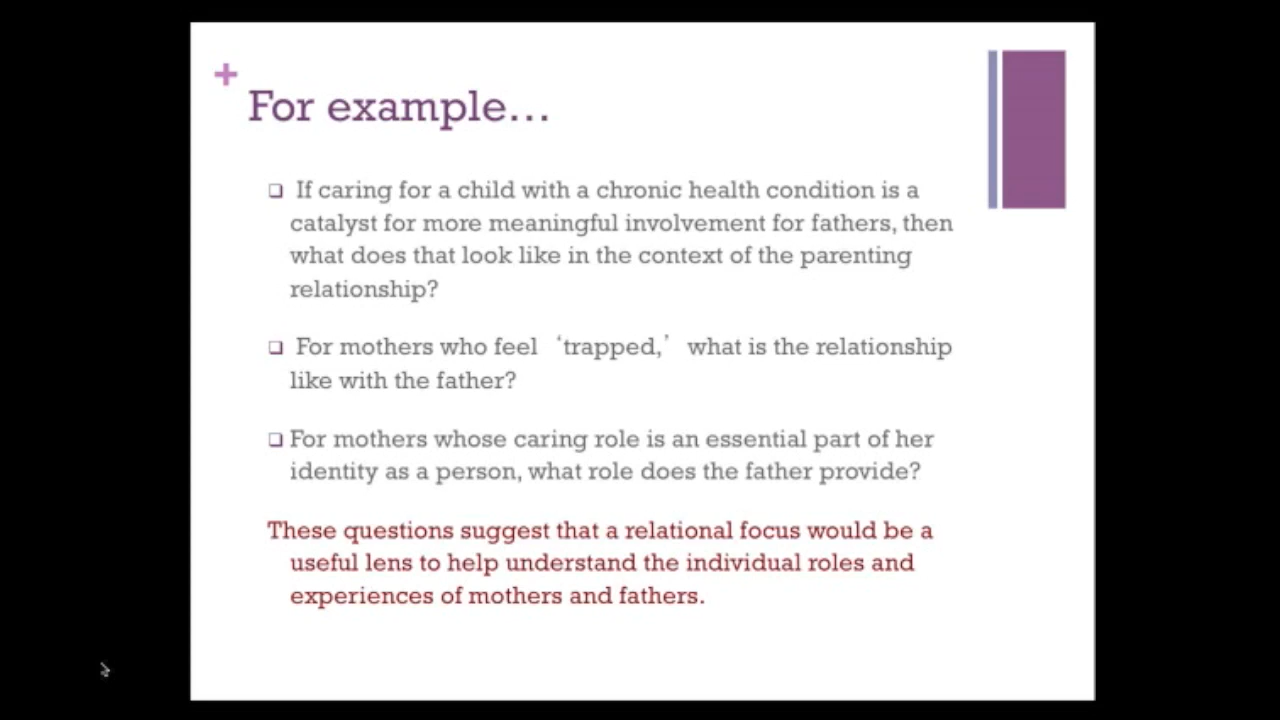 +
For example…
❑ If caring for a child with a chronic health condition is a
catalyst for more meaningful involvement for fathers, then
what does that look like in the context of the parenting
relationship?
❑ For mothers who feel ‘trapped,’ what is the relationship
like with the father?
❑ For mothers whose caring role is an essential part of her
identity as a person, what role does the father provide?
These questions suggest that a relational focus would be a
useful lens to help understand the individual roles and
experiences of mothers and fathers.